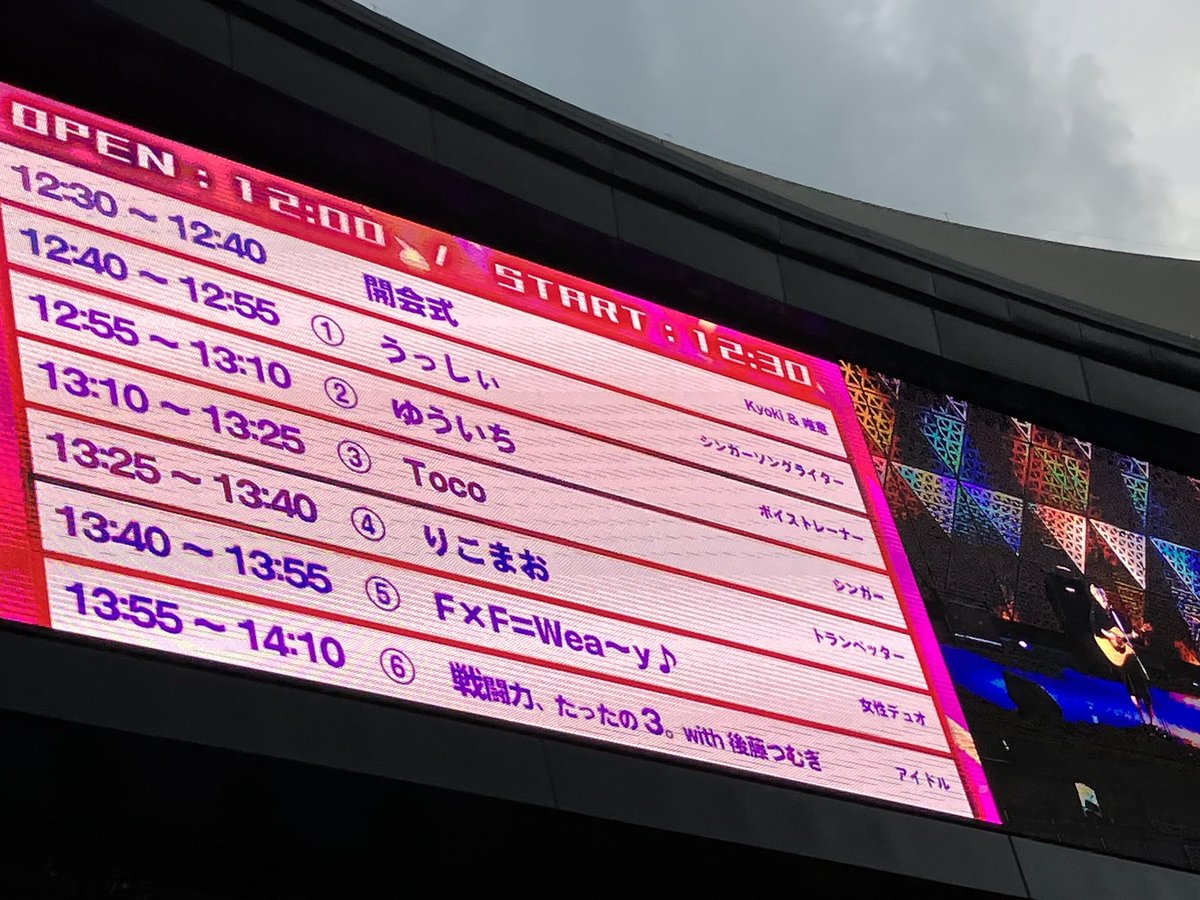 OPEN : 12:00 / START : 12:30
12:30 ~ 12:40 開会式 Kyoki &
12:40 ~ 12:55 ① うっしぃ シンガーソングライター
12:55 ~ 13:10 ② ゆういち ボイストレーナー
13:10 ~ 13:25 ③ Toco シンガー
13:25 ~ 13:40 ④ りこまお トランペッター
13:40 ~ 13:55 ⑤ F×F=Wea~y♪ 女性デュオ
13:55 ~ 14:10 ⑥ 戦闘力、たったの3。with 後藤つむぎ アイドル